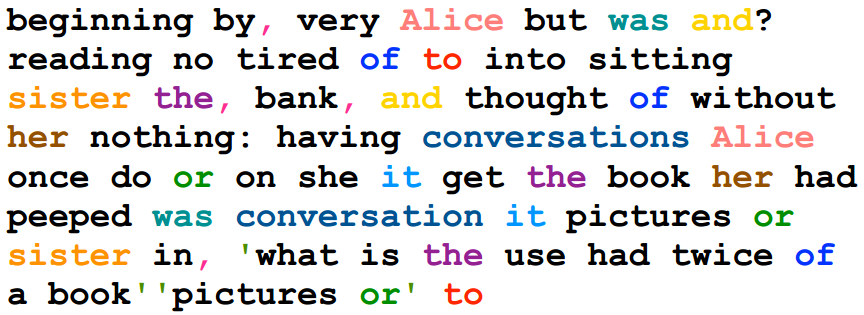 beginning by, very Alice but was and?
reading no tired of to into sitting
sister the, bank, and thought of without
her nothing: having conversations Alice
once do or on she it get the book her had
peeped was conversation it pictures or
sister in, 'what is the use had twice of
a book''pictures or' to